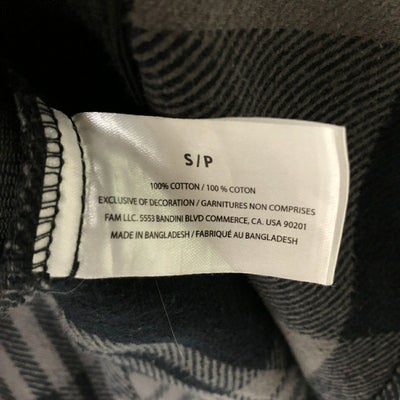 S/P
100% COTTON / 100 % COTON
EXCLUSIVE OF DECORATION / GARNITURES NON COMPRISES
FAM LLC. 5553 BANDINI BLVD COMMERCE, CA. USA 90201
MADE IN BANGLADESH / FABRIQUÉ AU BANGLADESH